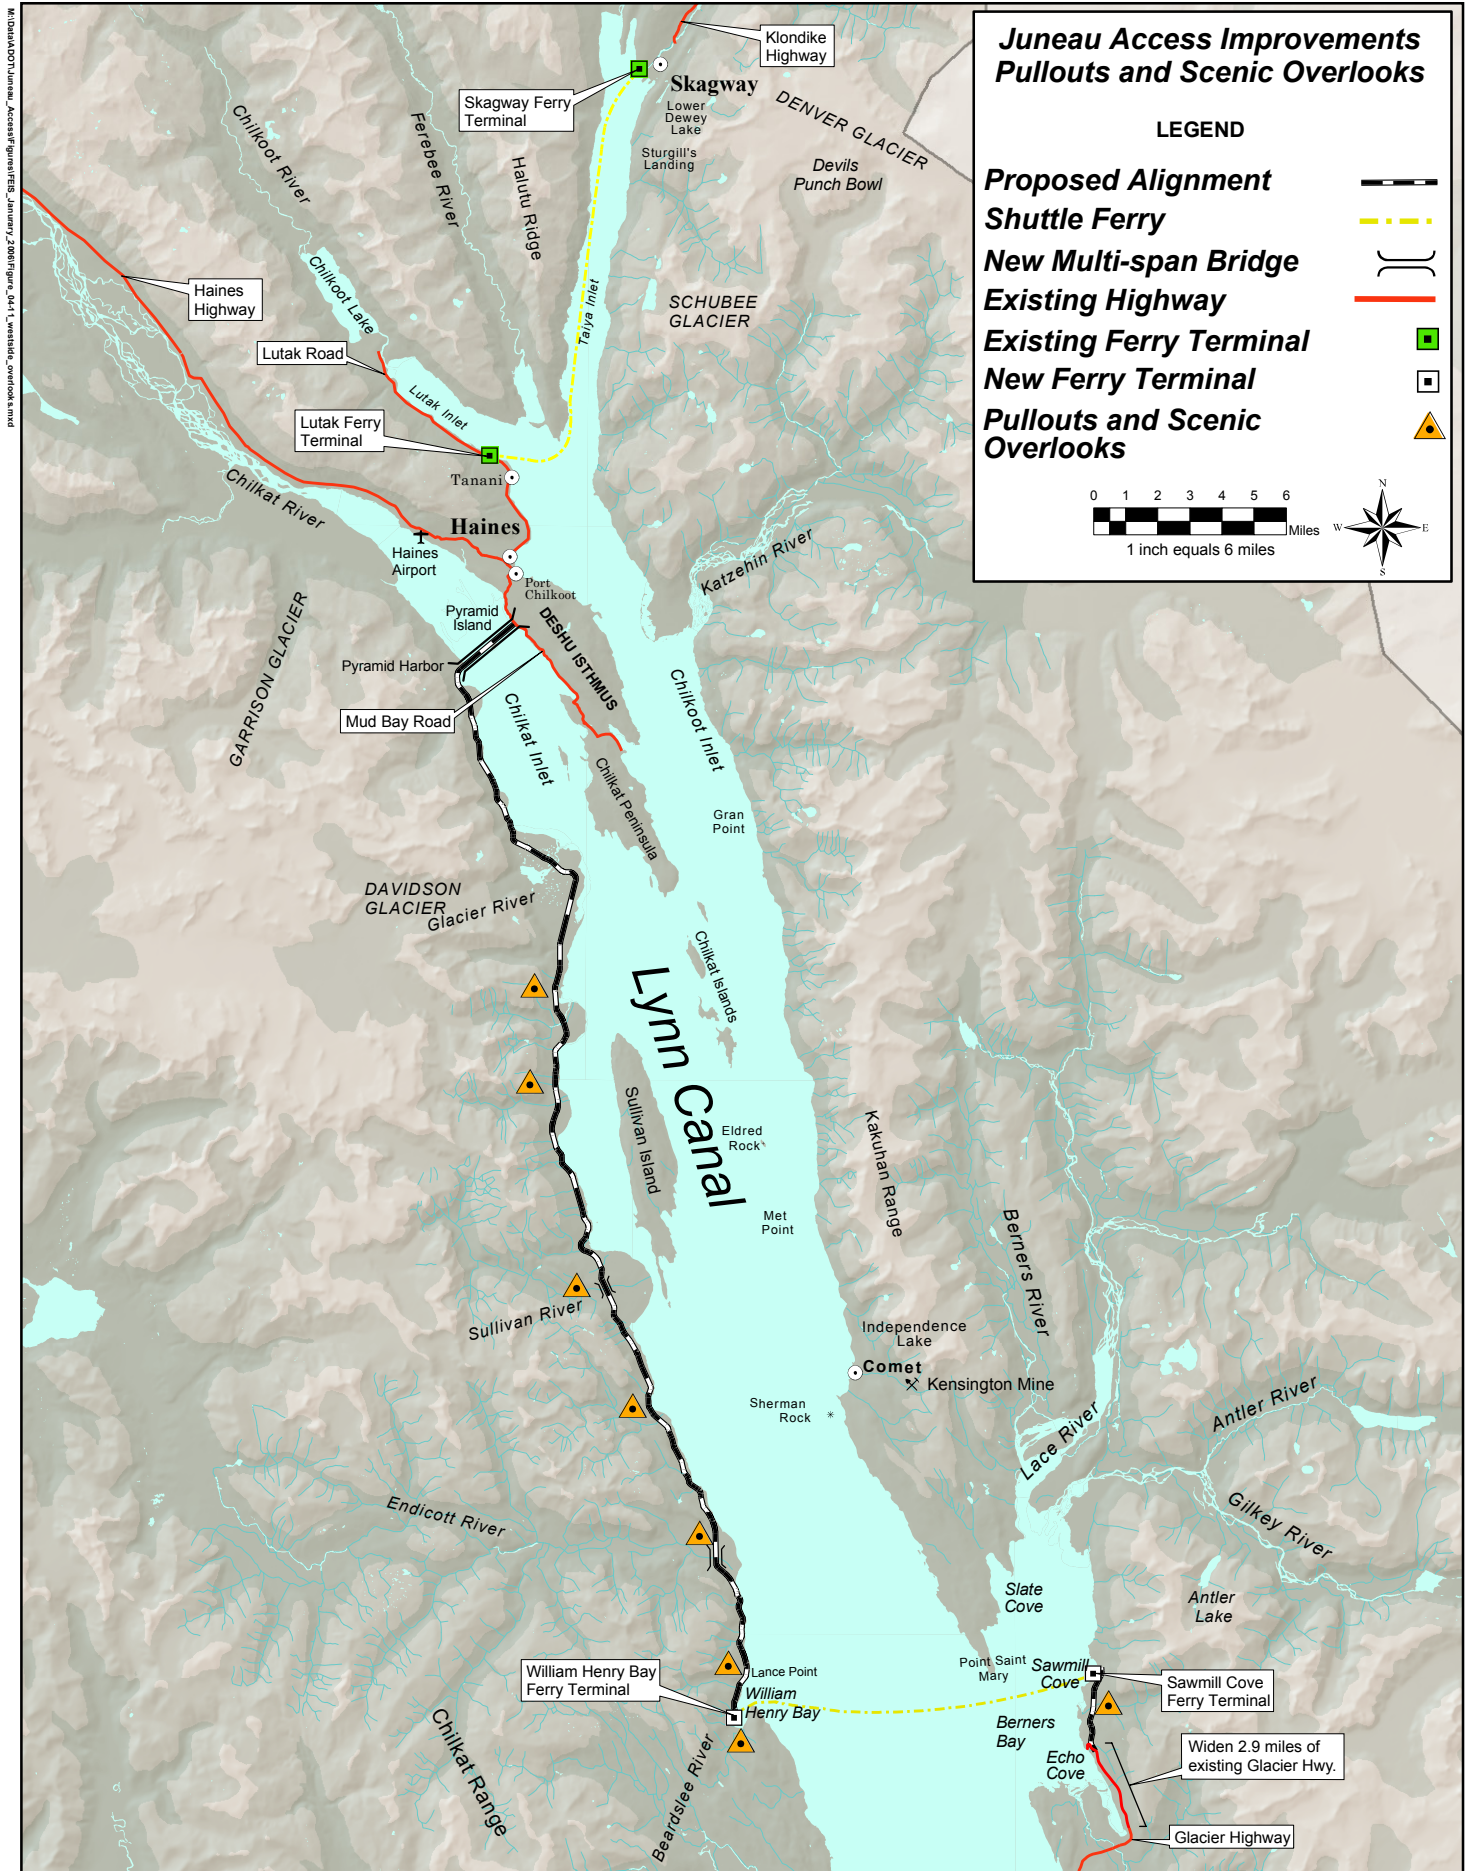 M:\Data\ADOT\Juneau_Access\Figures\FEIS_Janurary_2006\Figure_04-11_westside_overlooks.mxd
Juneau Access Improvements
Pullouts and Scenic Overlooks
LEGEND
Proposed Alignment
Shuttle Ferry
New Multi-span Bridge
Existing Highway
Existing Ferry Terminal
New Ferry Terminal
Pullouts and Scenic
Overlooks
0 1 2 3 4 5 6
Miles
1 inch equals 6 miles
N
W
E
S
Klondike
Highway
Skagway
Skagway Ferry
Terminal
Lower
Dewey
Lake
DENVER GLACIER
Sturgill's
Landing
Devils
Punch Bowl
Chilkoot River
Ferebee River
Halutu Ridge
Taiya Inlet
SCHUBEE
GLACIER
Haines
Highway
Chilkoot Lake
Lutak Road
Lutak Inlet
Lutak Ferry
Terminal
Tanani
Chilkat River
Haines
Haines
Airport
Port
Chilkoot
Katzehin River
Pyramid
Island
DESHU ISTHMUS
GARRISON GLACIER
Pyramid Harbor
Mud Bay Road
Chilkat Inlet
Chilkoot Inlet
Chilkat Peninsula
Gran
Point
DAVIDSON
GLACIER
Glacier River
Chilkat Islands
Lynn Canal
Sullivan Island
Eldred
Rock
Kakuhan Range
Met
Point
Berners River
Sullivan River
Independence
Lake
Comet
Kensington Mine
Sherman
Rock
Lace River
Antler River
Gilkey River
Endicott River
Slate
Cove
Antler
Lake
William Henry Bay
Ferry Terminal
Lance Point
William
Henry Bay
Point Saint
Mary
Sawmill
Cove
Sawmill Cove
Ferry Terminal
Berners
Bay
Echo
Cove
Widen 2.9 miles of
existing Glacier Hwy.
Chilkat Range
Beardslee River
Glacier Highway